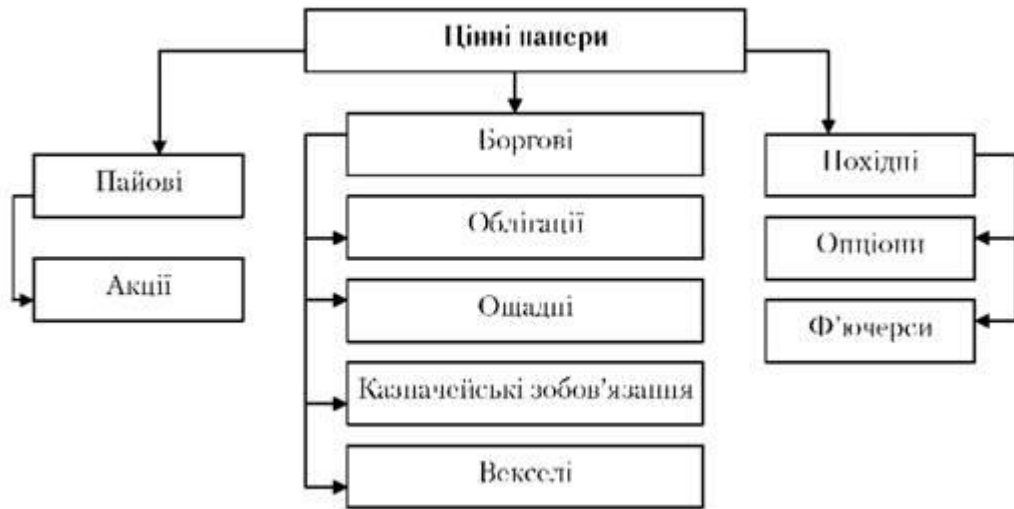 Цінні папери
Боргові
Пайові
Похідні
Облігації
Опціони
Акції
Ощадні
Ф'ючерси
Казначейські зобов'язання
Векселі